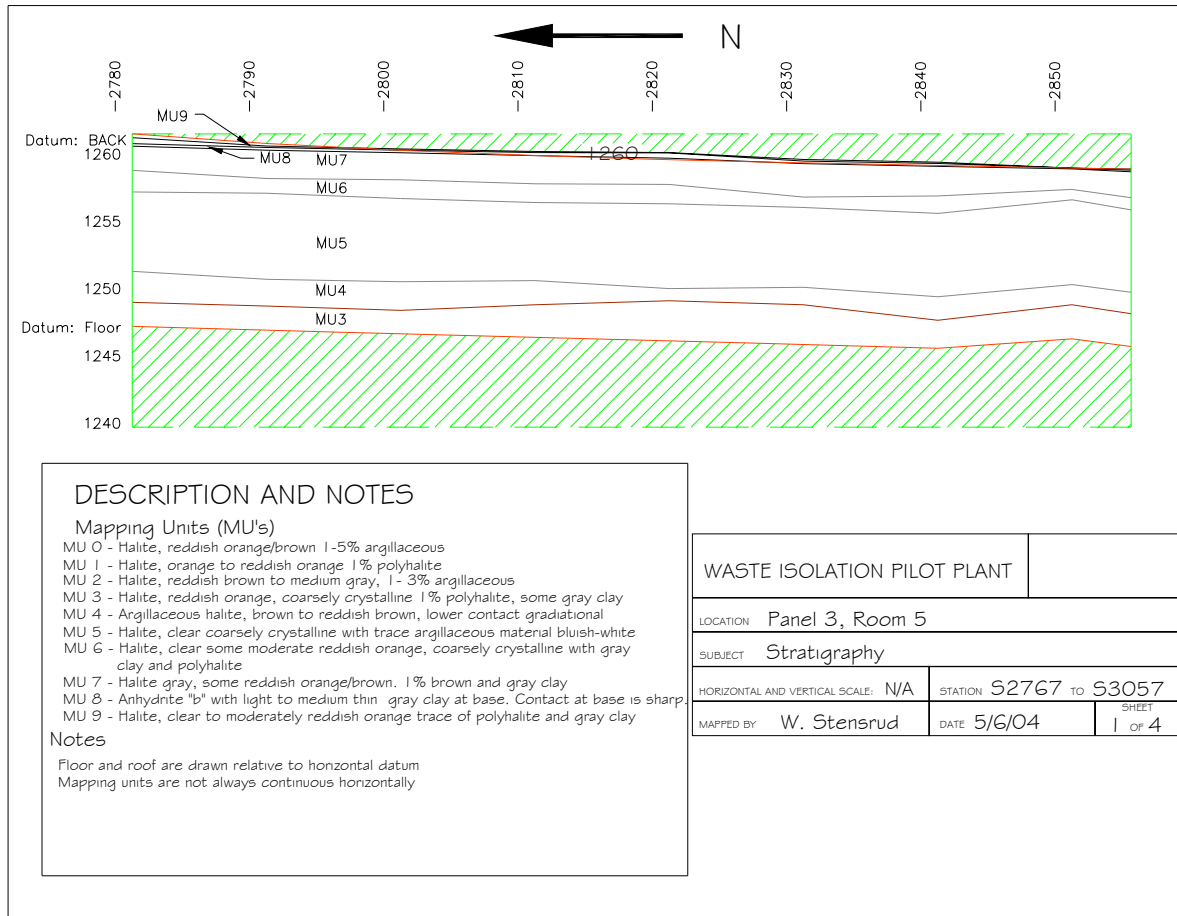 N
-2780
-2790
-2800
-2810
-2820
-2830
-2840
-2850
MU9
Datum: BACK
1260
1260
MU8
MU7
MU6
1255
MU5
1250
MU4
MU3
Datum: Floor
1245
1240
DESCRIPTION AND NOTES
Mapping Units (MU's)
MU 0 - Halite, reddish orange/brown 1-5% argillaceous
MU 1 - Halite, orange to reddish orange 1% polyhalite
MU 2 - Halite, reddish brown to medium gray, 1- 3% argillaceous
MU 3 - Halite, reddish orange, coarsely crystalline 1% polyhalite, some gray clay
MU 4 - Argillaceous halite, brown to reddish brown, lower contact gradiational
MU 5 - Halite, clear coarsely crystalline with trace argillaceous material bluish-white
MU 6 - Halite, clear some moderate reddish orange, coarsely crystalline with gray
clay and polyhalite
MU 7 - Halite gray, some reddish orange/brown. 1% brown and gray clay
MU 8 - Anhydrite "b" with light to medium thin gray clay at base. Contact at base is sharp.
MU 9 - Halite, clear to moderately reddish orange trace of polyhalite and gray clay
Notes
Floor and roof are drawn relative to horizontal datum
Mapping units are not always continuous horizontally
WASTE ISOLATION PILOT PLANT
LOCATION Panel 3, Room 5
SUBJECT Stratigraphy
HORIZONTAL AND VERTICAL SCALE: N/A
STATION S2767 TO S3057
MAPPED BY W. Stensrud
DATE 5/6/04
SHEET
1 OF 4